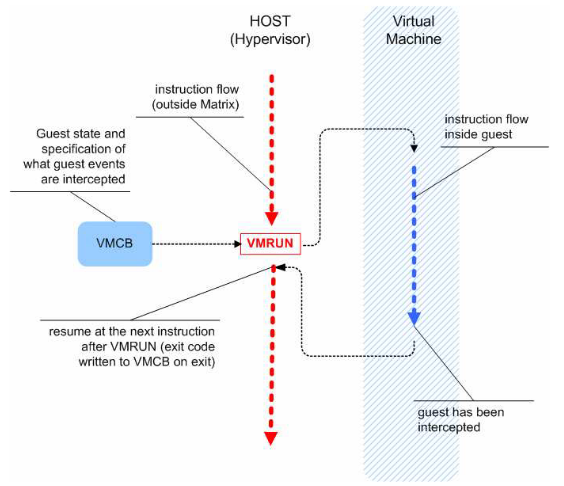 HOST
(Hypervisor)
Virtual
Machine
instruction flow
(outside Matrix)
instruction flow
inside guest
Guest state and
specification of
what guest events
are intercepted
VMCB
VMRUN
resume at the next instruction
after VMRUN (exit code
written to VMCB on exit)
guest has been
intercepted